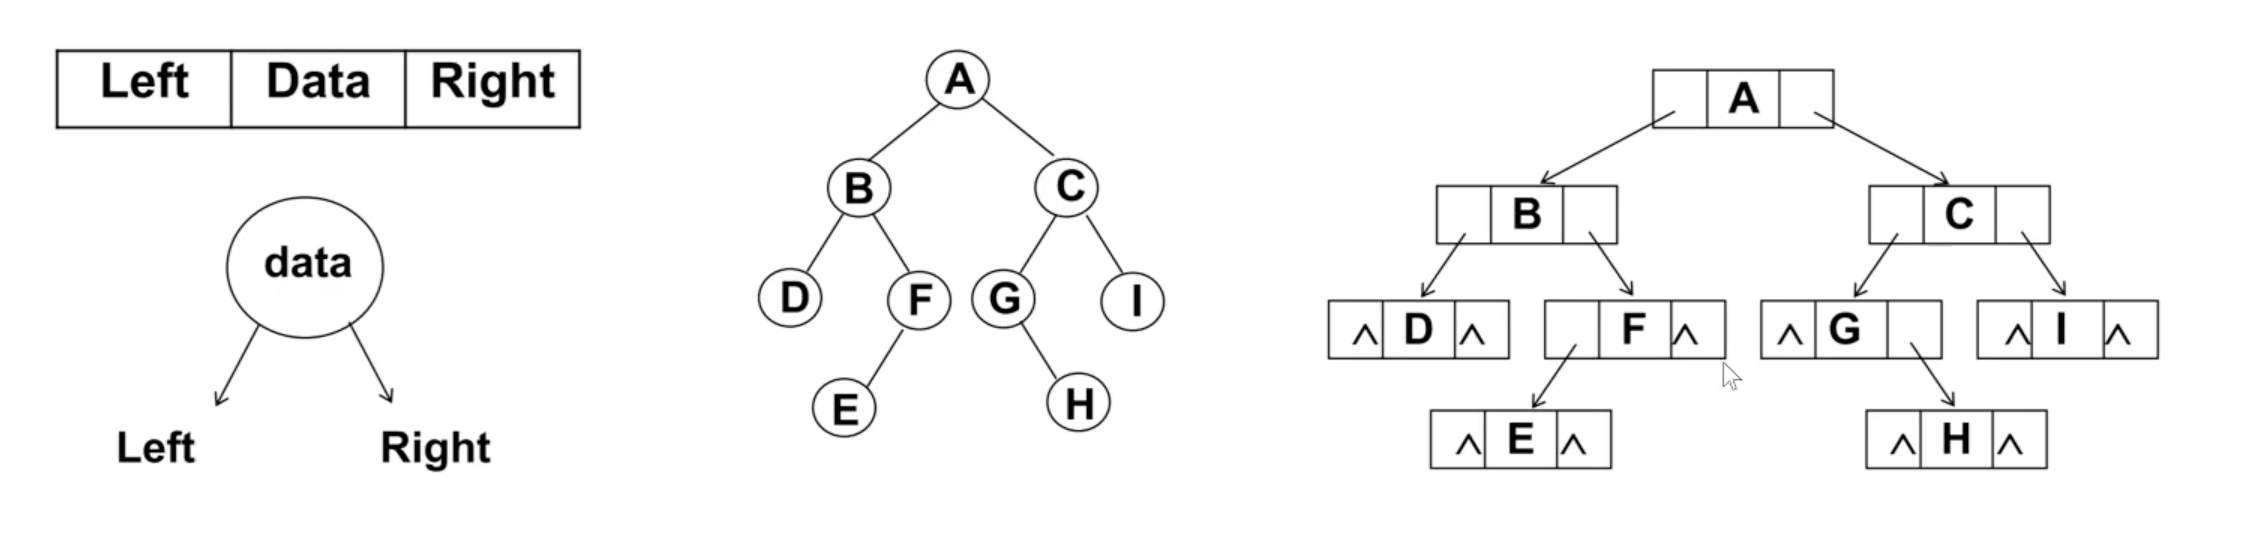 Left Data Right
data
Left Right
A
B C
D F G I
E H
A
B C
^ D ^ F ^ ^ G ^ I ^
^ E ^ ^ H ^